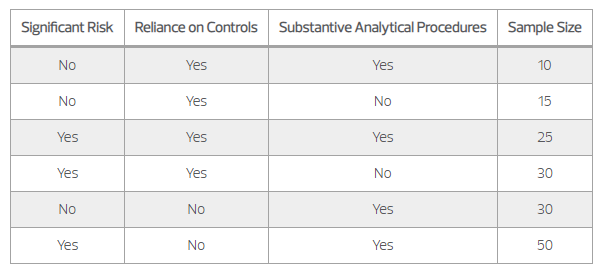 Significant Risk Reliance on Controls Substantive Analytical Procedures Sample Size
No Yes Yes 10
No Yes No 15
Yes Yes Yes 25
Yes Yes No 30
No No Yes 30
Yes No Yes 50